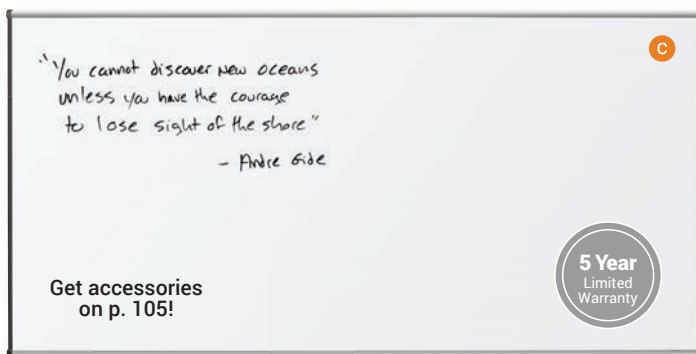 "You cannot discover new oceans
unless you have the courage
to lose sight of the shore"
- Andre Gide
C
Get accessories
on p. 105!
5 Year
Limited
Warranty